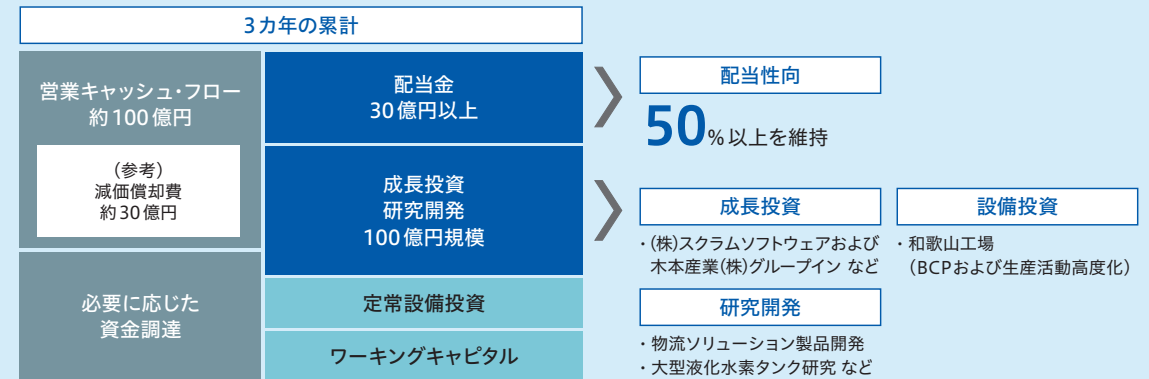 3カ年の累計
営業キャッシュ・フロー
約100億円
(参考)
減価償却費
約30億円
必要に応じた
資金調達
配当金
30億円以上
成長投資
研究開発
100億円規模
定常設備投資
ワーキングキャピタル
配当性向
50%以上を維持
成長投資
・(株)スクラムソフトウェアおよび
木本産業(株)グループイン など
設備投資
・和歌山工場
(BCPおよび生産活動高度化)
研究開発
・物流ソリューション製品開発
・大型液化水素タンク研究 など